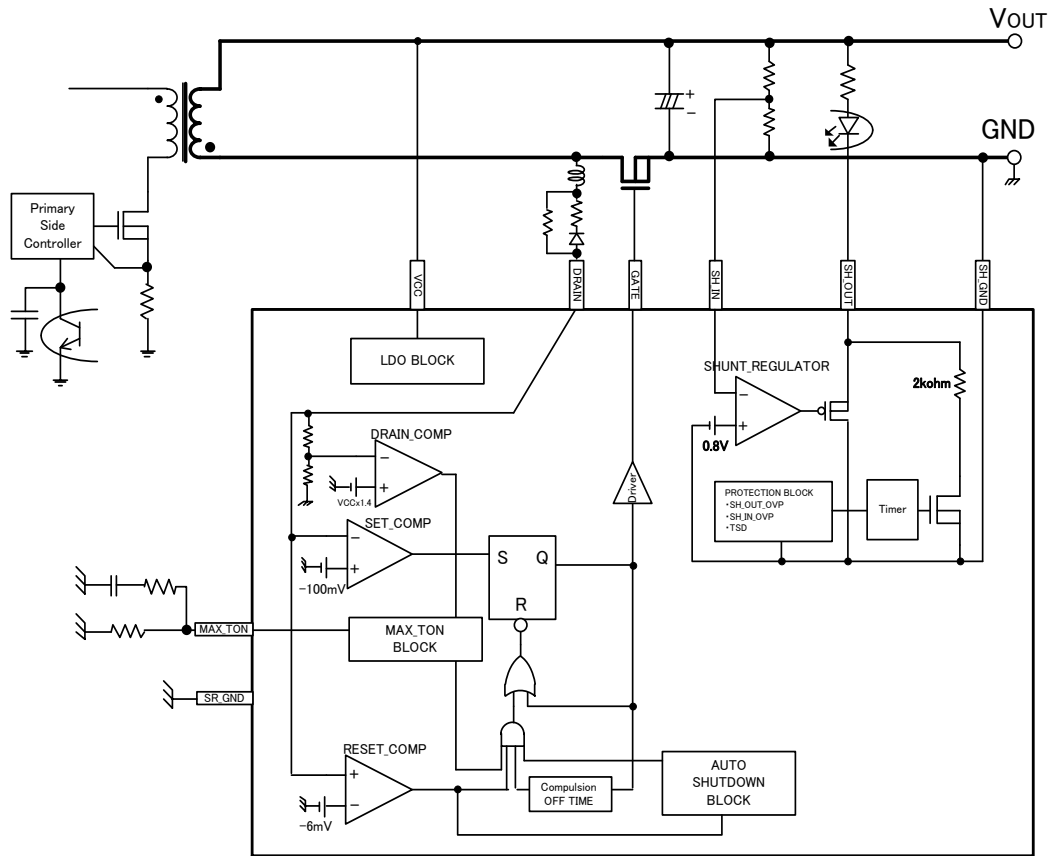 VOUT
GND
+
-
Primary
Side
Controller
VCC
DRAIN
GATE
SH_IN
SH_OUT
SH_GND
LDO BLOCK
SHUNT_REGULATOR
2kohm
−
+
0.8V
DRAIN_COMP
−
+
VCC×1.4
Driver
PROTECTION BLOCK
・SH_OUT_OVP
・SH_IN_OVP
・TSD
Timer
SET_COMP
−
+
−100mV
S Q
R
MAX_TON
MAX_TON
BLOCK
SR_GND
RESET_COMP
+
−
−6mV
Compulsion
OFF TIME
AUTO
SHUTDOWN
BLOCK